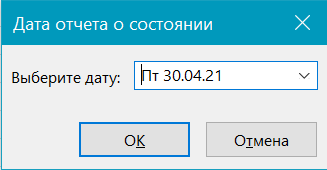 Дата отчета о состоянии
Выберите дату: Пт 30.04.21
ОК Отмена